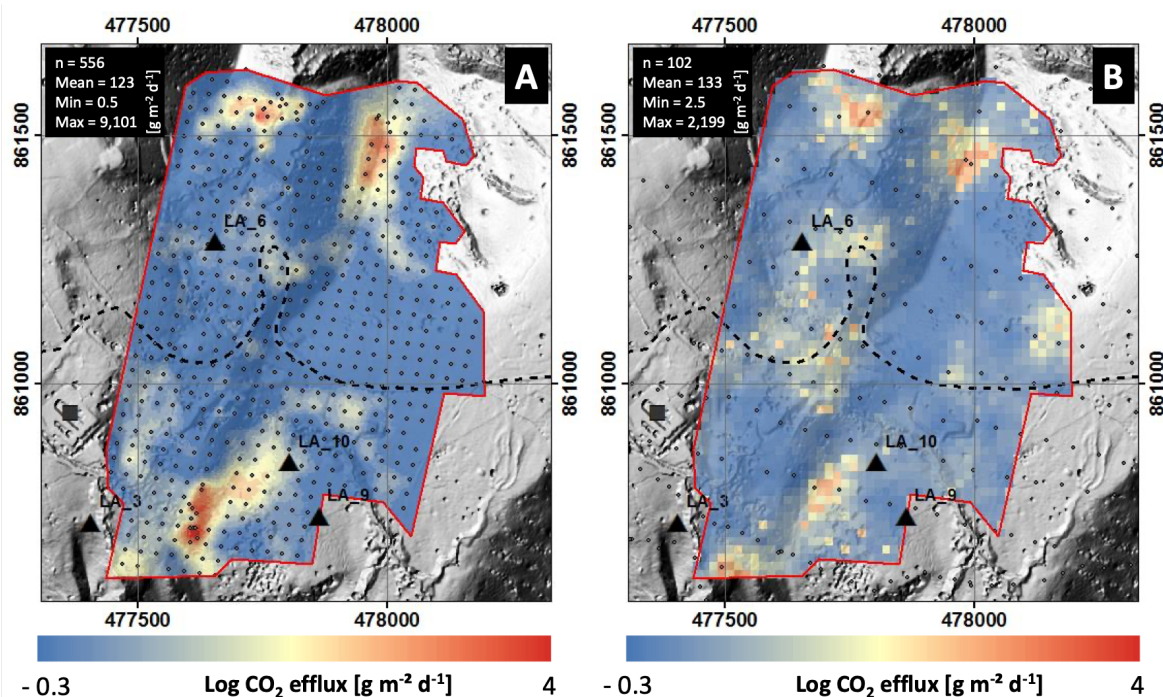 477500 478000 477500 478000
n = 556
Mean = 123
Min = 0.5
Max = 9,101
[g m⁻² d⁻¹]
A
n = 102
Mean = 133
Min = 2.5
Max = 2,199
[g m⁻² d⁻¹]
B
861500 861500 861500
LA_6 LA_6
861000 861000 861000
LA_10 LA_10
LA_3 LA_9 LA_3 LA_9
477500 478000 477500 478000
- 0.3 Log CO₂ efflux [g m⁻² d⁻¹] 4
- 0.3 Log CO₂ efflux [g m⁻² d⁻¹] 4